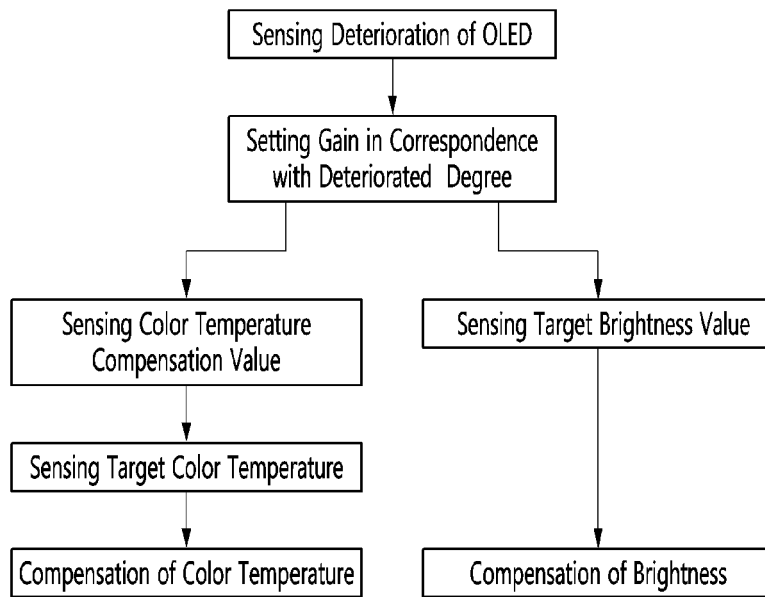 Sensing Deterioration of OLED
Setting Gain in Correspondence
with Deteriorated Degree
Sensing Color Temperature
Compensation Value
Sensing Target Brightness Value
Sensing Target Color Temperature
Compensation of Color Temperature
Compensation of Brightness